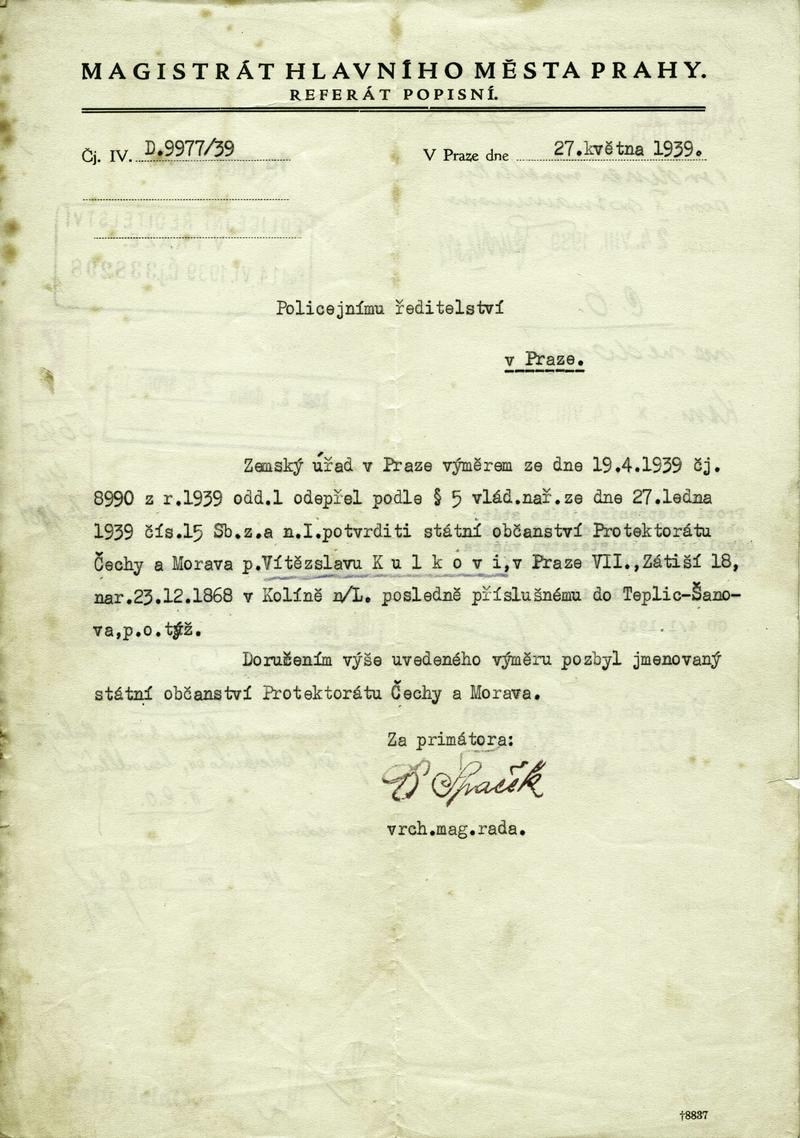 MAGISTRÁT HLAVNÍHO MĚSTA PRAHY.
REFERÁT POPISNÍ.
Čj. IV. D.9977/39
V Praze dne 27.května 1939.
Policejnímu ředitelství
v Praze.
Zemský úřad v Praze výměrem ze dne 19.4.1939 čj.
8990 z r.1939 odd.1 odepřel podle § 5 vlád.nař.ze dne 27.ledna
1939 čís.15 Sb.z.a n.I.potvrditi státní občanství Protektorátu
Čechy a Morava p.Vítězslavu K u l k o v i,v Praze VII.,Zátiší 18,
nar.23.12.1868 v Kolíně n/L. posledně příslušnému do Teplic-Šano-
va,p.o.týž.
Doručením výše uvedeného výměru pozbyl jmenovaný
státní občanství Protektorátu Čechy a Morava.
Za primátora:
Spačik
vrch.mag.rada.
†8837